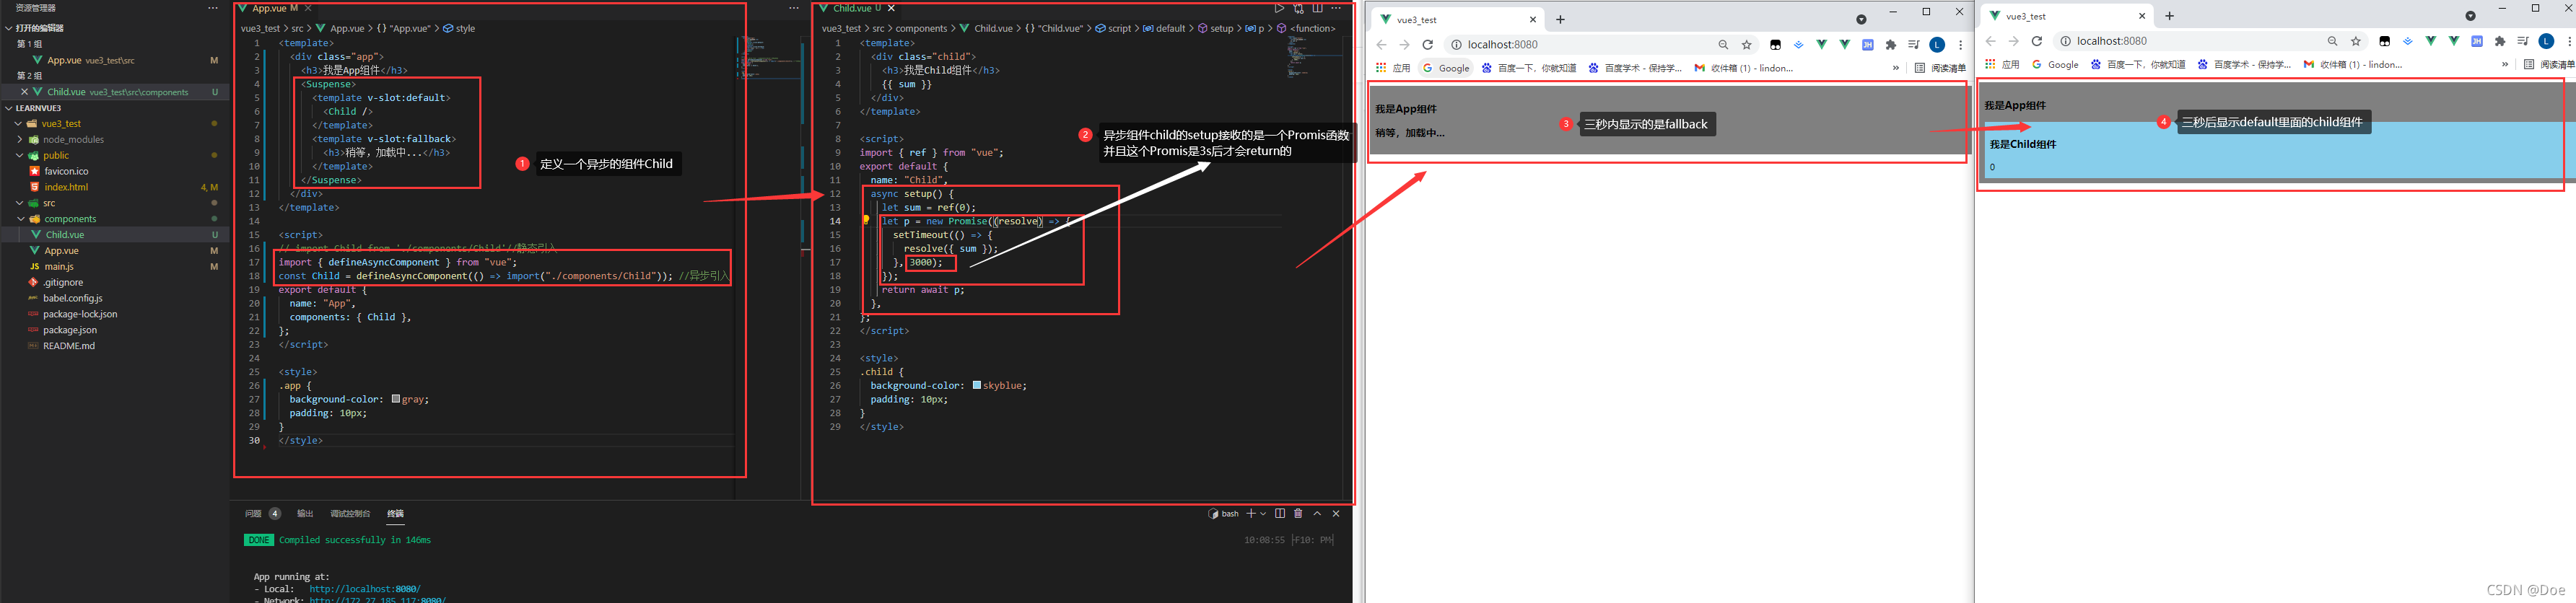 资源管理器
打开的编辑器
第 1 组
App.vue vue3_test\src M
第 2 组
Child.vue vue3_test\src\components U
LEARNVUE3
vue3_test
node_modules
public
favicon.ico
index.html 4, M
src
components
Child.vue U
App.vue M
main.js M
.gitignore
babel.config.js
package-lock.json
package.json
README.md
App.vue M
vue3_test > src > App.vue > {} "App.vue" > style
1 <template>
2 <div class="app">
3 <h3>我是App组件</h3>
4 <Suspense>
5 <template v-slot:default>
6 <Child />
7 </template>
8 <template v-slot:fallback>
9 <h3>稍等，加载中...</h3>
10 </template>
11 </Suspense>
12 </div>
13 </template>
14
15 <script>
16 // import Child from './components/Child'//静态引入
17 import { defineAsyncComponent } from "vue";
18 const Child = defineAsyncComponent(() => import("./components/Child")); //异步引入
19 export default {
20 name: "App",
21 components: { Child },
22 };
23 </script>
24
25 <style>
26 .app {
27 background-color: gray;
28 padding: 10px;
29 }
30 </style>
1 定义一个异步的组件Child
Child.vue U
vue3_test > src > components > Child.vue > {} "Child.vue" > script > default > setup > p > <function>
1 <template>
2 <div class="child">
3 <h3>我是Child组件</h3>
4 {{ sum }}
5 </div>
6 </template>
7
8 <script>
9 import { ref } from "vue";
10 export default {
11 name: "Child",
12 async setup() {
13 let sum = ref(0);
14 let p = new Promise((resolve) => {
15 setTimeout(() => {
16 resolve({ sum });
17 }, 3000);
18 });
19 return await p;
20 },
21 };
22 </script>
23
24 <style>
25 .child {
26 background-color: skyblue;
27 padding: 10px;
28 }
29 </style>
2 异步组件child的setup接收的是一个Promis函数
并且这个Promis是3s后才会return的
问题 4 输出 调试控制台 终端
bash
DONE Compiled successfully in 146ms
10:08:55 ├F10: PM┤
App running at:
- Local: http://localhost:8080/
- Network: http://172.27.185.117:8080/
vue3_test
localhost:8080
应用 Google 百度一下，你就知道 百度学术 - 保持学... 收件箱 (1) - lindon... » 阅读清单
我是App组件
稍等，加载中...
3 三秒内显示的是fallback
vue3_test
localhost:8080
应用 Google 百度一下，你就知道 百度学术 - 保持学... 收件箱 (1) - lindon... » 阅读清单
我是App组件
4 三秒后显示default里面的child组件
我是Child组件
0
CSDN @Doe